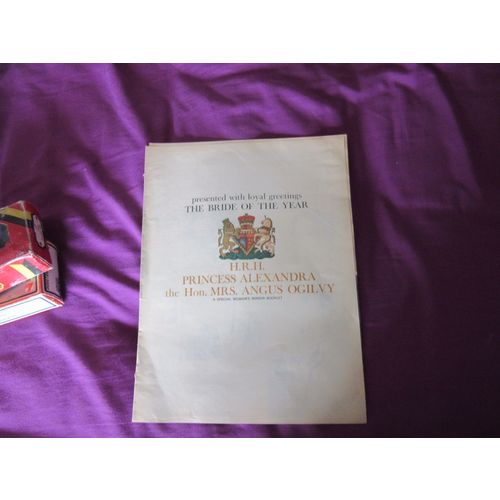 presented with loyal greetings
THE BRIDE OF THE YEAR
H.R.H.
PRINCESS ALEXANDRA
the Hon. MRS. ANGUS OGILVY
A SPECIAL WOMAN'S MIRROR BOOKLET